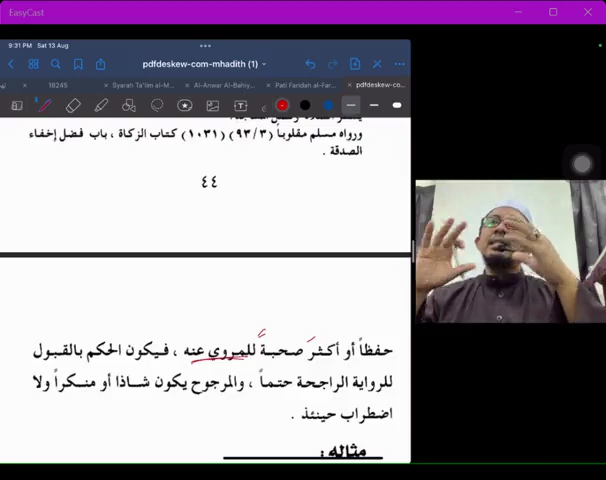 EasyCast
9:31 PM Sat 13 Aug
pdfdeskew-com-mhadith (1)
18245
Syarah Ta'lim al-M...
Al-Anwar Al-Bahiy...
Pati Faridah al-Far...
pdfdeskew-com...
ورواه مسلم مقلوباً (٩٣/٣) (١٠٣١) كتاب الزكاة ، باب فضل إخفاء
الصدقة .
٤٤
حفظاً أو أكثر صحبة للمروي عنه ، فيكون الحكم بالقبول
للرواية الراجحة حتماً ، والمرجوح يكون شاذا أو منكراً ولا
اضطراب حينئذ .
مثاله :